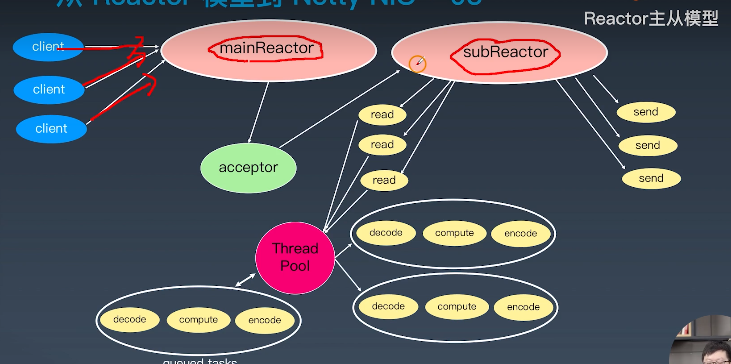 从 Reactor 模型到 Netty NIO - 03
Reactor主从模型
client
client
client
mainReactor
subReactor
acceptor
read
read
read
send
send
send
Thread
Pool
decode
compute
encode
decode
compute
encode
decode
compute
encode
queued tasks